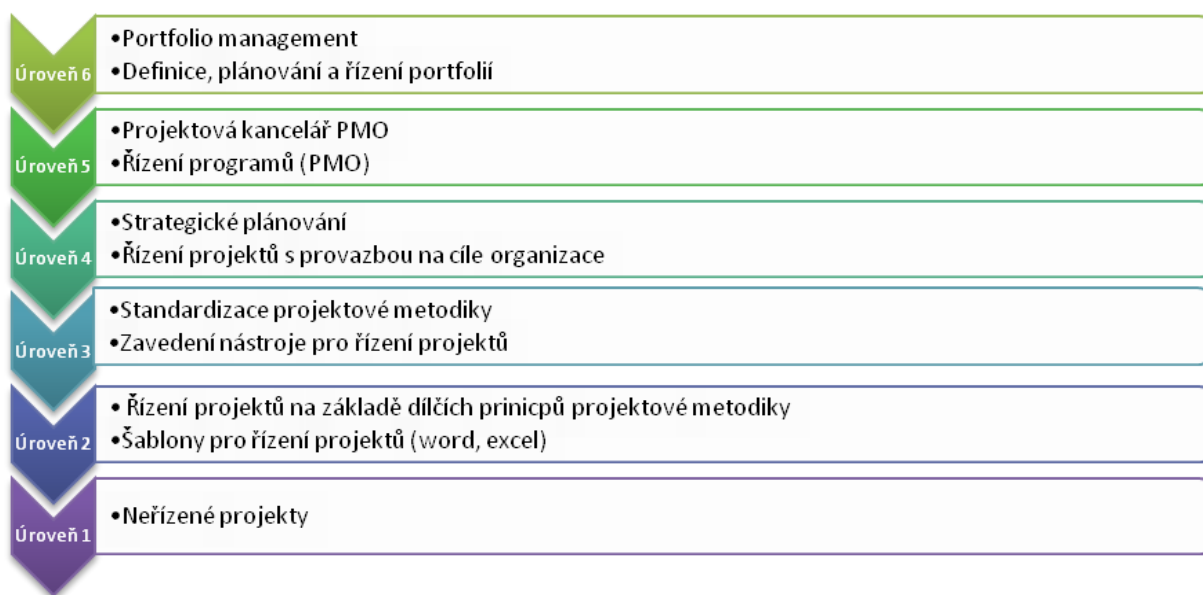 Úroveň 6
•Portfolio management
•Definice, plánování a řízení portfolií
Úroveň 5
•Projektová kancelář PMO
•Řízení programů (PMO)
Úroveň 4
•Strategické plánování
•Řízení projektů s provazbou na cíle organizace
Úroveň 3
•Standardizace projektové metodiky
•Zavedení nástroje pro řízení projektů
Úroveň 2
• Řízení projektů na základě dílčích prinicpů projektové metodiky
•Šablony pro řízení projektů (word, excel)
Úroveň 1
•Neřízené projekty